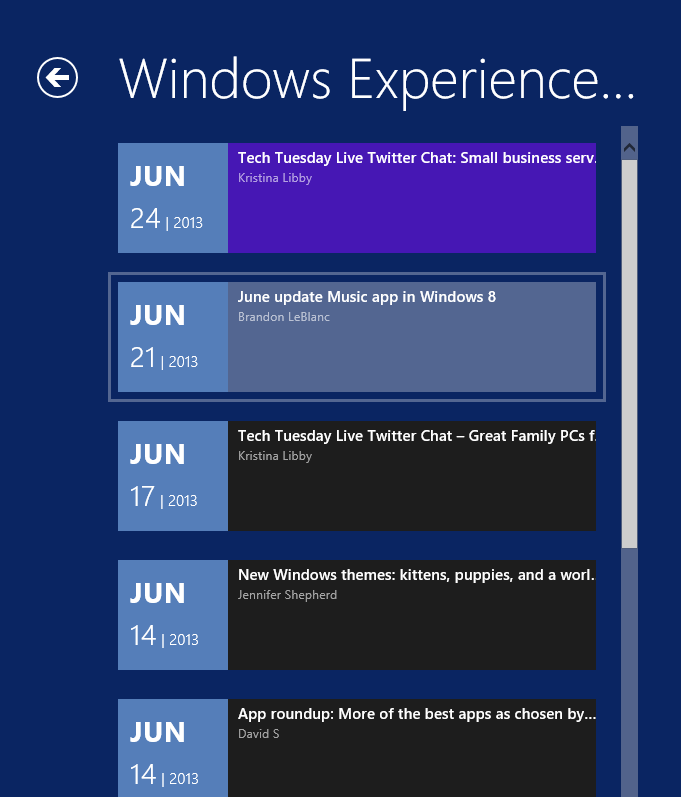 Windows Experience...
JUN
24 | 2013
Tech Tuesday Live Twitter Chat: Small business serv.
Kristina Libby
JUN
21 | 2013
June update Music app in Windows 8
Brandon LeBlanc
JUN
17 | 2013
Tech Tuesday Live Twitter Chat – Great Family PCs f.
Kristina Libby
JUN
14 | 2013
New Windows themes: kittens, puppies, and a worl.
Jennifer Shepherd
JUN
14 | 2013
App roundup: More of the best apps as chosen by...
David S